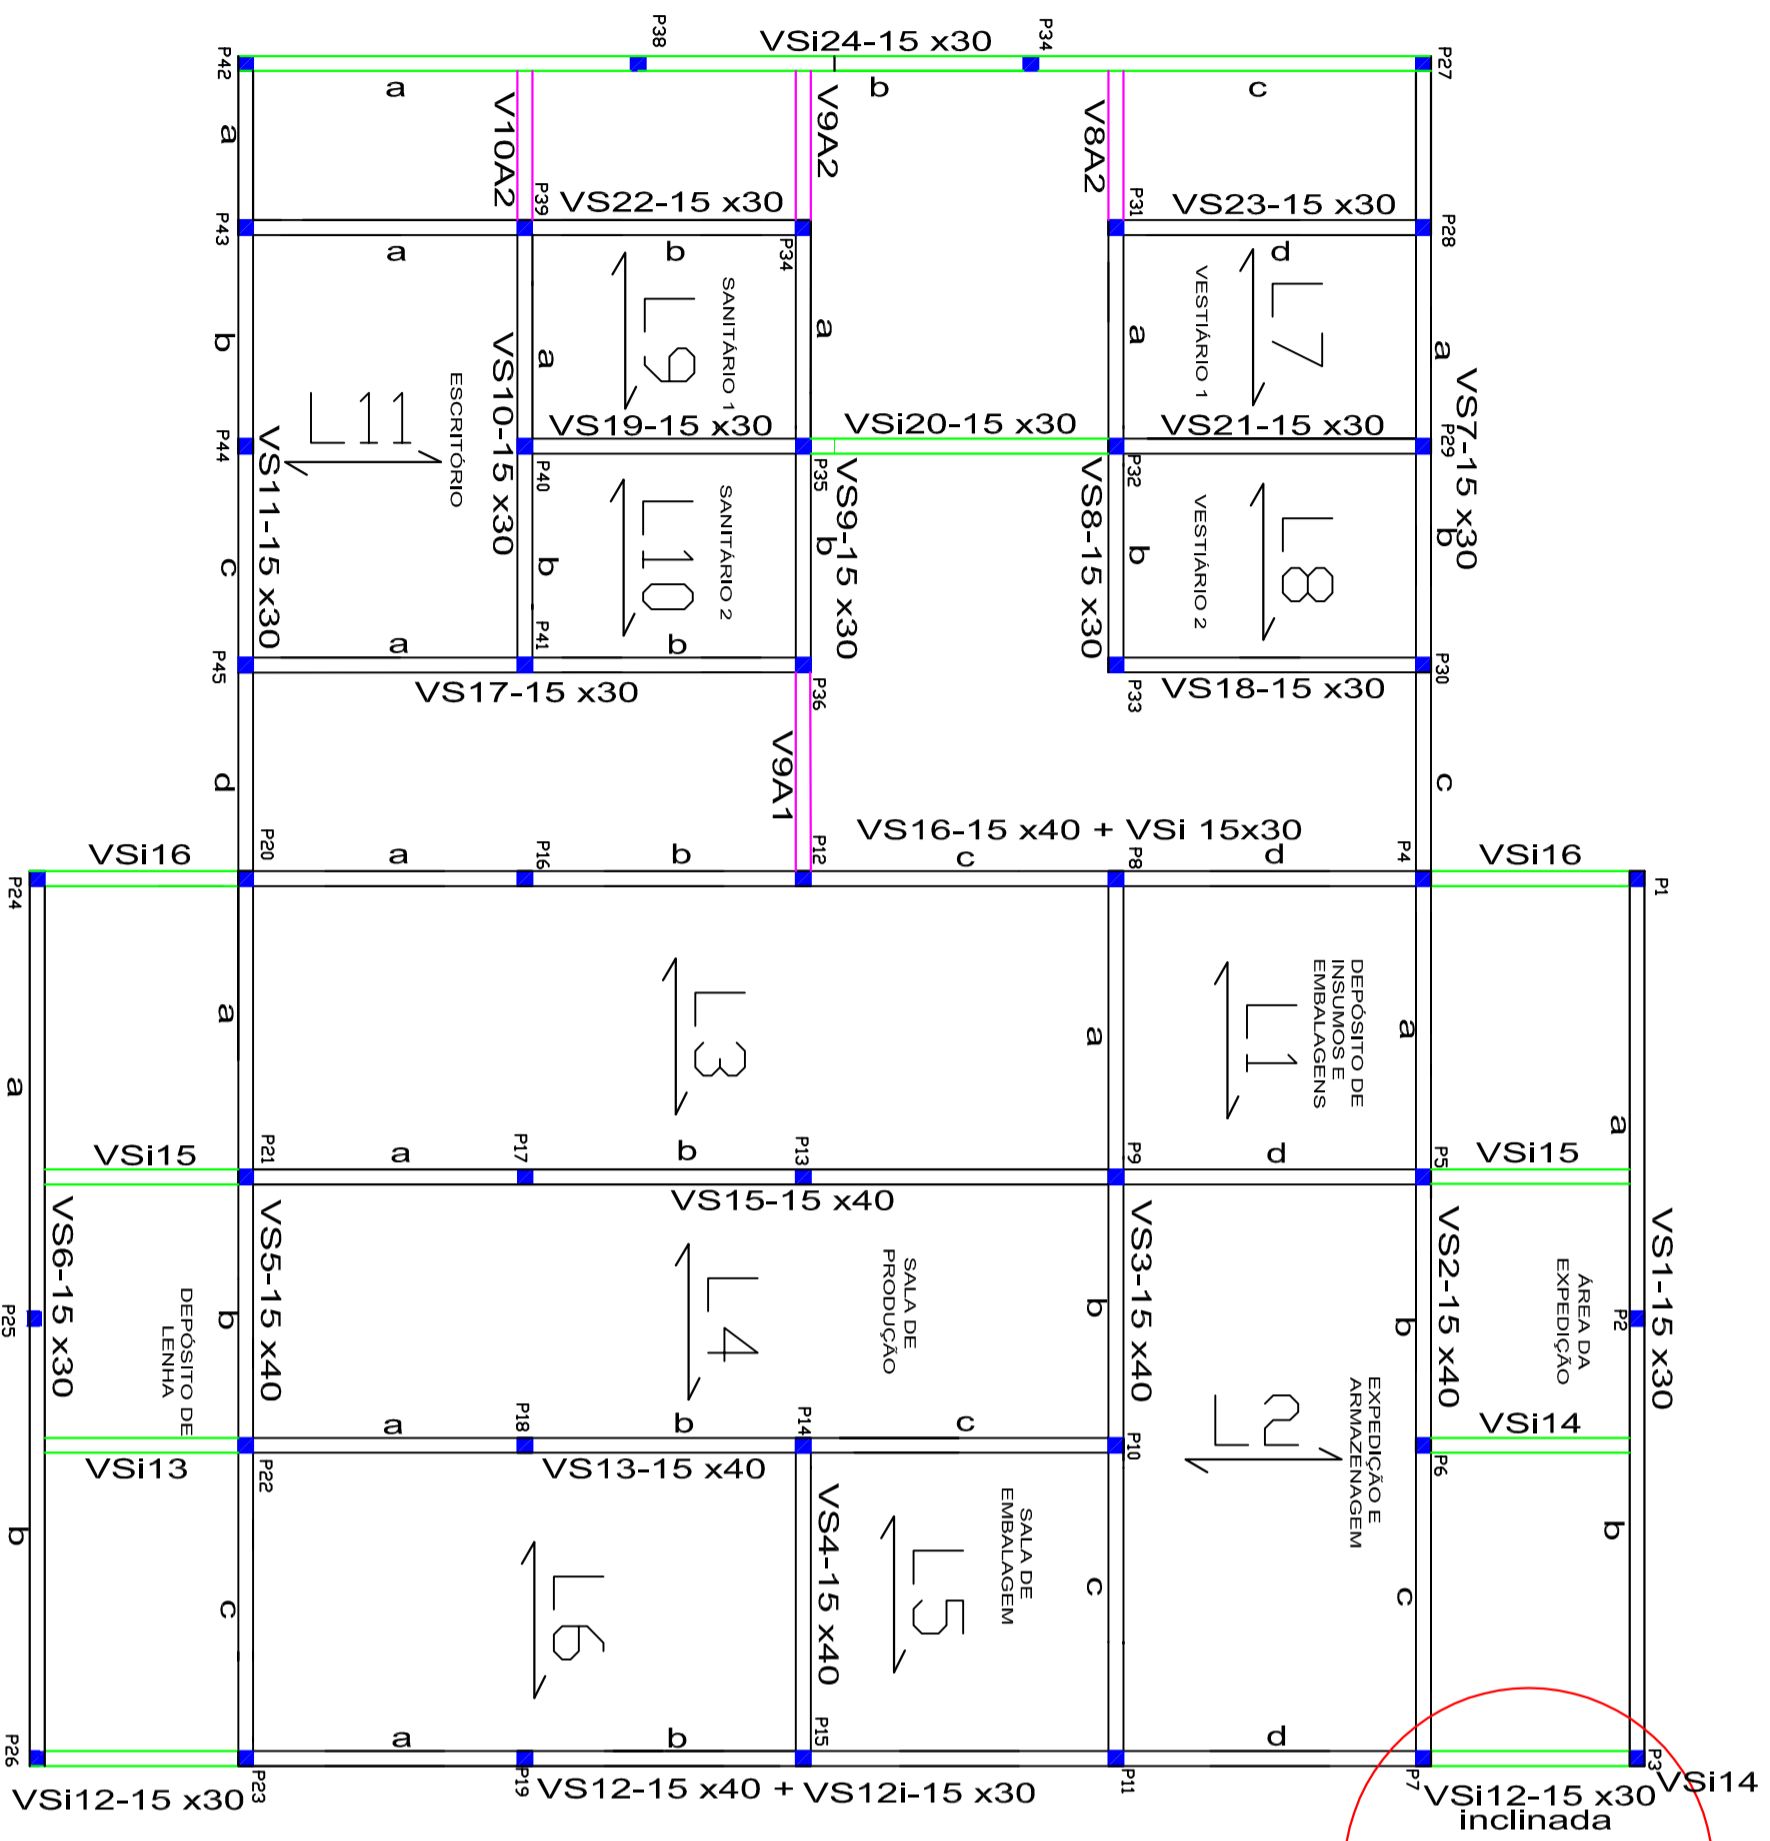 P38
VSi24-15 x30
P34
P42
P27
a
b
c
a
V10A2
V9A2
V8A2
P39
VS22-15 x30
P31
VS23-15 x30
P43
P28
a
b
P34
d
SANITÁRIO 1
L9
VESTIÁRIO 1
L7
b
a
a
a
a
VS7-15 x30
ESCRITÓRIO
L11
VS10-15 x30
VS19-15 x30
VSi20-15 x30
VS21-15 x30
P44
P29
VS11-15 x30
P40
P35
VS9-15 x30
VS8-15 x30
P32
SANITÁRIO 2
L10
VESTIÁRIO 2
L8
c
b
b
b
b
P41
a
b
P45
P30
VS17-15 x30
P36
P33
VS18-15 x30
d
V9A1
c
VS16-15 x40 + VSi 15x30
VSi16
P20
a
P16
b
P12
c
P8
d
P4
VSi16
P24
P1
DEPÓSITO DE
INSUMOS E
EMBALAGENS
L3
L1
a
a
a
a
a
VSi15
P21
a
P17
b
P13
P9
d
P5
VSi15
VS15-15 x40
VS6-15 x30
VS5-15 x40
VS3-15 x40
VS2-15 x40
VS1-15 x30
SALA DE
PRODUÇÃO
L4
ÁREA DA
EXPEDIÇÃO
P25
DEPÓSITO DE
LENHA
b
b
b
P2
EXPEDIÇÃO E
ARMAZENAGEM
L2
a
P18
b
P14
c
VSi14
VSi13
P22
VS13-15 x40
P10
P6
VS4-15 x40
SALA DE
EMBALAGEM
L5
L6
b
c
c
c
b
a
b
P15
d
P26
P3
VSi12-15 x30
P23
P19
VS12-15 x40 + VS12i-15 x30
P11
P7
VSi12-15 x30
inclinada
VSi14